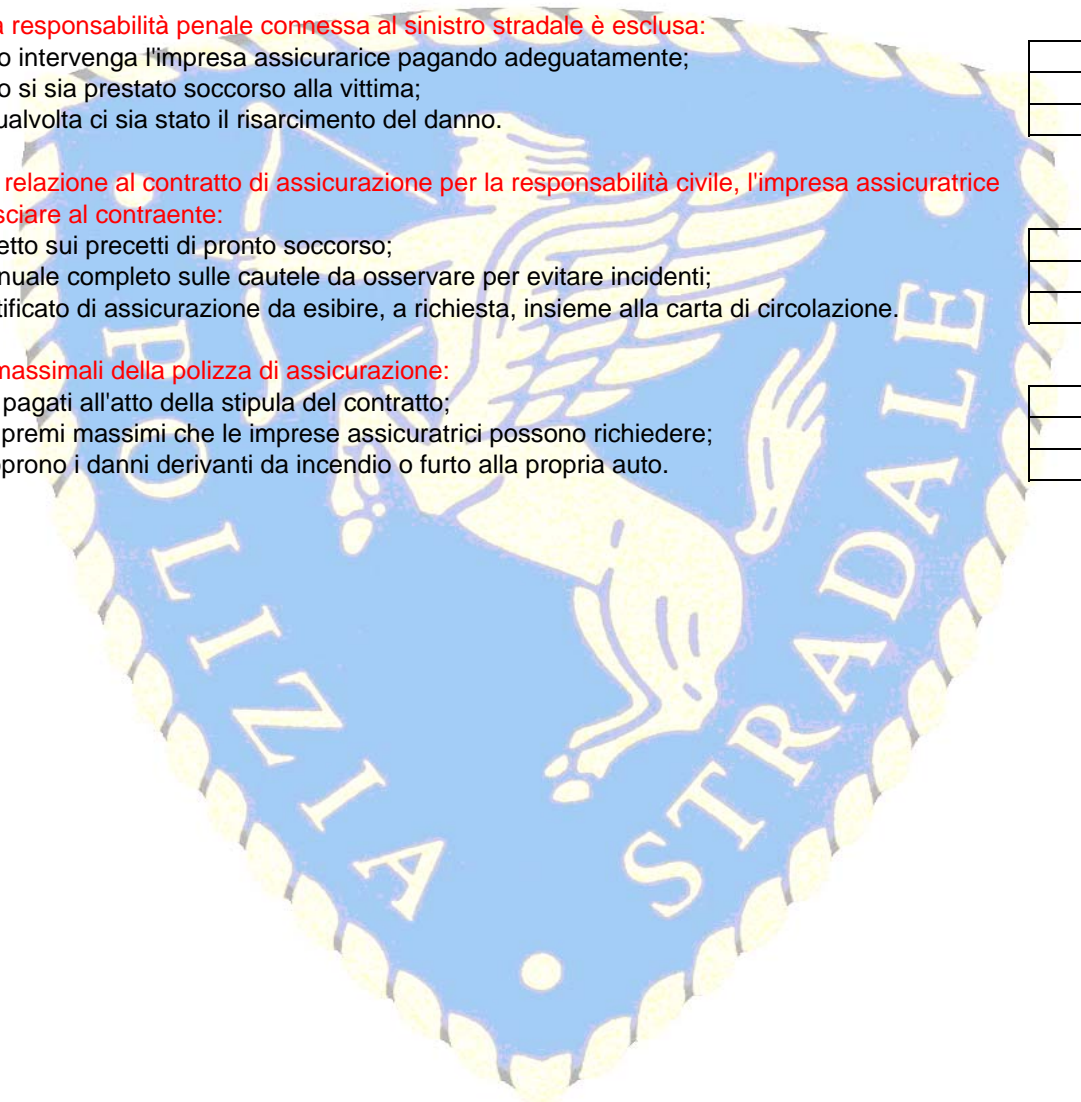 a responsabilità penale connessa al sinistro stradale è esclusa:
o intervenga l'impresa assicurarice pagando adeguatamente;
o si sia prestato soccorso alla vittima;
ualvolta ci sia stato il risarcimento del danno.
relazione al contratto di assicurazione per la responsabilità civile, l'impresa assicuratrice
sciare al contraente:
etto sui precetti di pronto soccorso;
nuale completo sulle cautele da osservare per evitare incidenti;
tificato di assicurazione da esibire, a richiesta, insieme alla carta di circolazione.
massimali della polizza di assicurazione:
pagati all'atto della stipula del contratto;
premi massimi che le imprese assicuratrici possono richiedere;
oprono i danni derivanti da incendio o furto alla propria auto.
POLIZIA
STRADALE